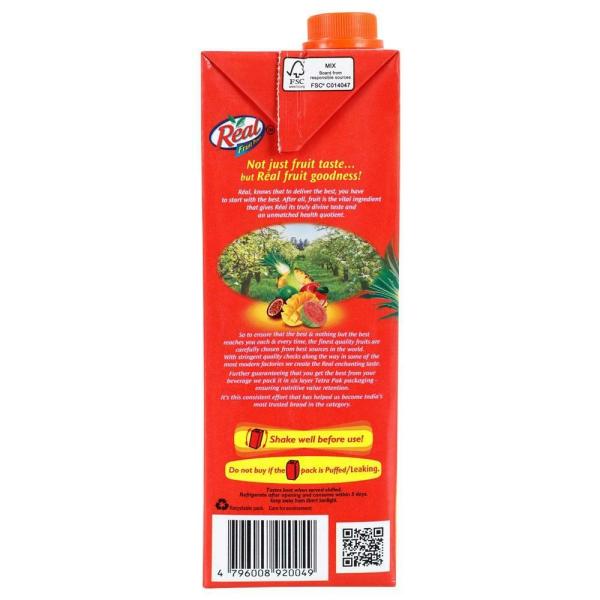 MIX
Board from
responsible sources
FSC® C014047
FSC
Réal
Fruit
Not just fruit taste...
but Réal fruit goodness!
Réal, knows that to deliver the best, you have
to start with the best. After all, fruit is the vital ingredient
that gives Réal its truly divine taste and
an unmatched health quotient.
So to ensure that the best & nothing but the best
reaches you each & every time, the finest quality fruits are
carefully chosen from best sources in the world.
With stringent quality checks along the way in some of the
most modern factories we create the Real enchanting taste.
Further guaranteeing that you get the best from your
beverage we pack it in six layer Tetra Pak packaging -
ensuring nutritive value retention.
It's this consistent effort that has helped us become India's
most trusted brand in the category.
Shake well before use!
Do not buy if the pack is Puffed/Leaking.
Tastes best when served chilled.
Refrigerate after opening and consume within 5 days.
Keep away from direct sunlight.
Recyclable pack. Care for environment.
4 796008 920049